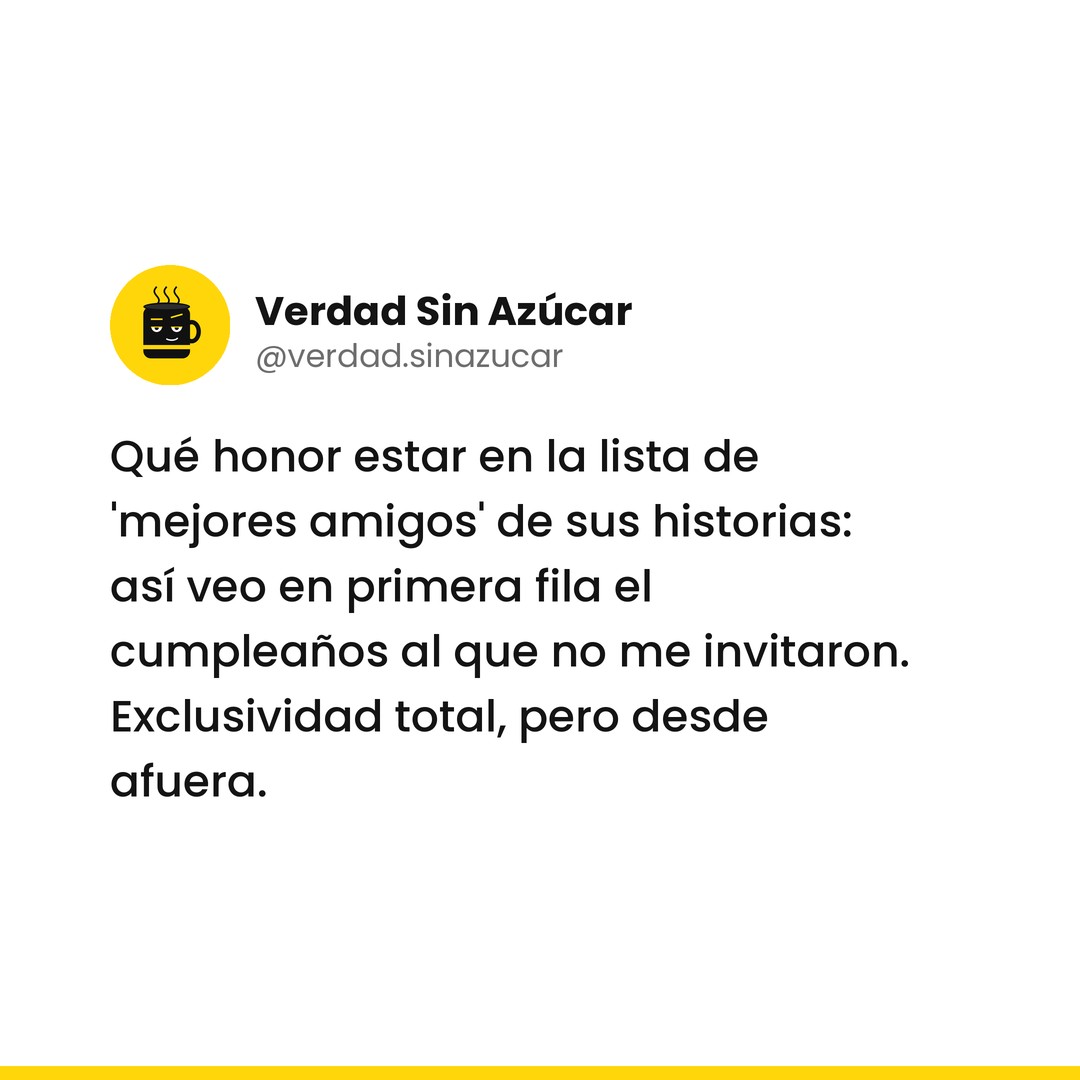 Verdad Sin Azúcar
@verdad.sinazucar
Qué honor estar en la lista de
'mejores amigos' de sus historias:
así veo en primera fila el
cumpleaños al que no me invitaron.
Exclusividad total, pero desde
afuera.